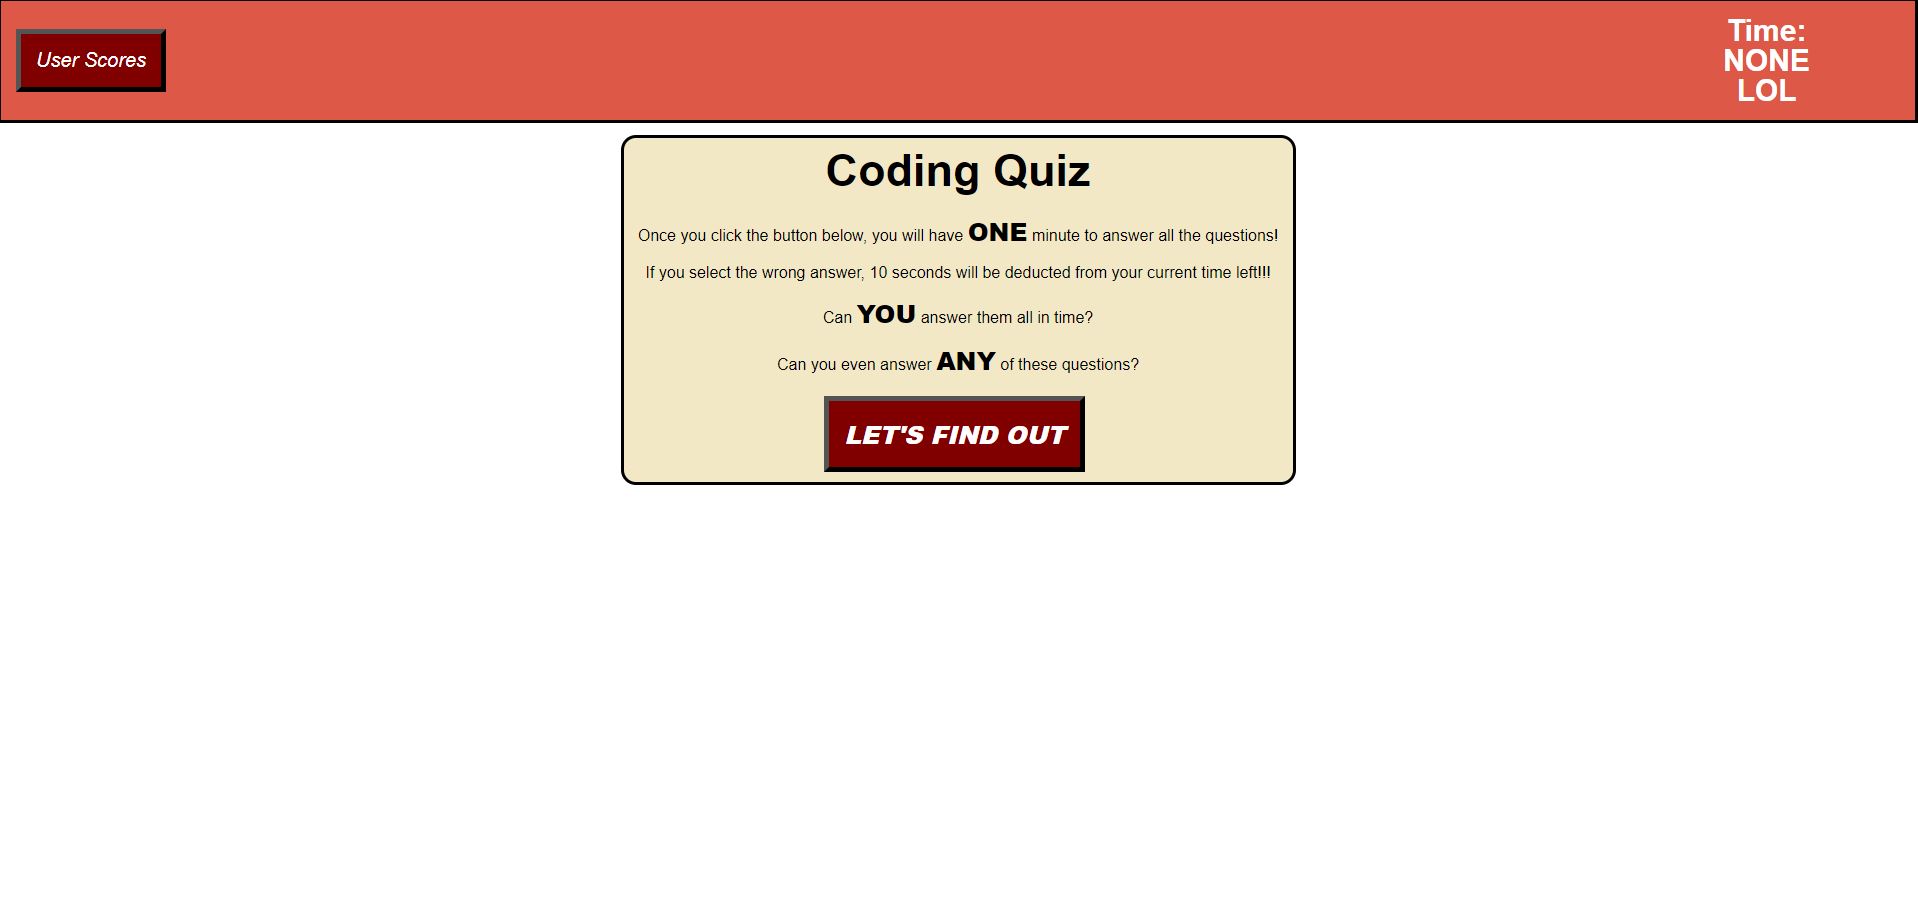 User Scores
Time:
NONE
LOL
Coding Quiz
Once you click the button below, you will have ONE minute to answer all the questions!
If you select the wrong answer, 10 seconds will be deducted from your current time left!!!
Can YOU answer them all in time?
Can you even answer ANY of these questions?
LET'S FIND OUT